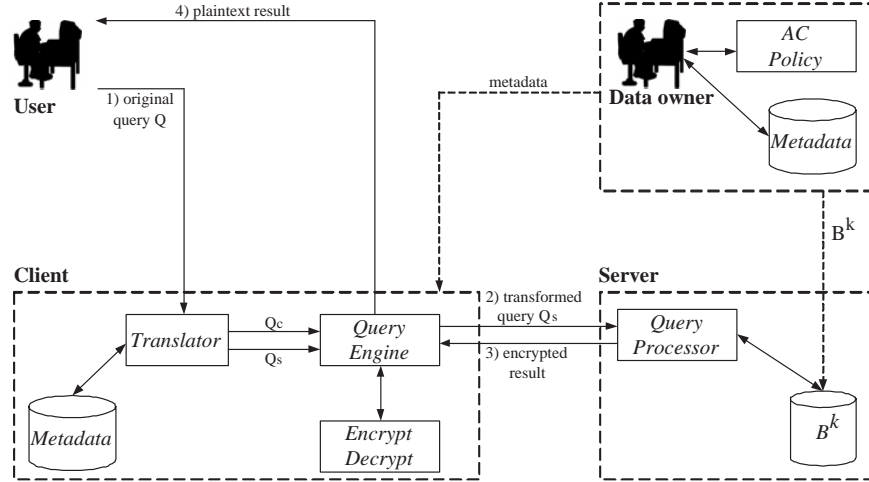 4) plaintext result
User
1) original
query Q
metadata
AC
Policy
Data owner
Metadata
B^k
Client
Server
Translator
Qc
Qs
Query
Engine
2) transformed
query Qs
3) encrypted
result
Query
Processor
Metadata
Encrypt
Decrypt
B^k